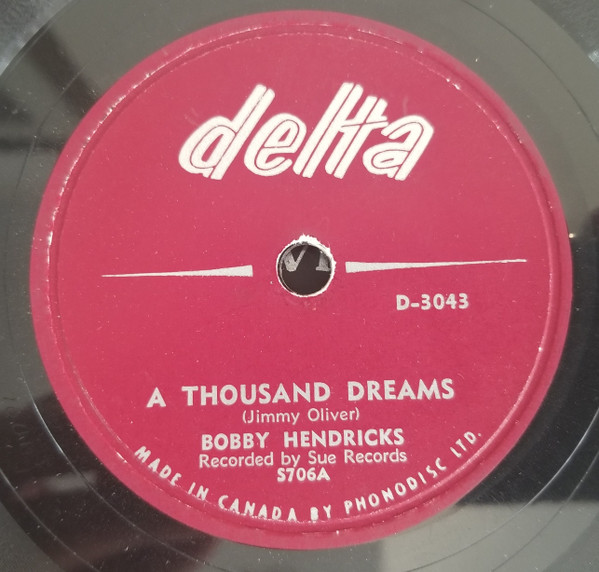 delta
D-3043
A THOUSAND DREAMS
(Jimmy Oliver)
BOBBY HENDRICKS
Recorded by Sue Records
S706A
MADE IN CANADA BY PHONODISC LTD.